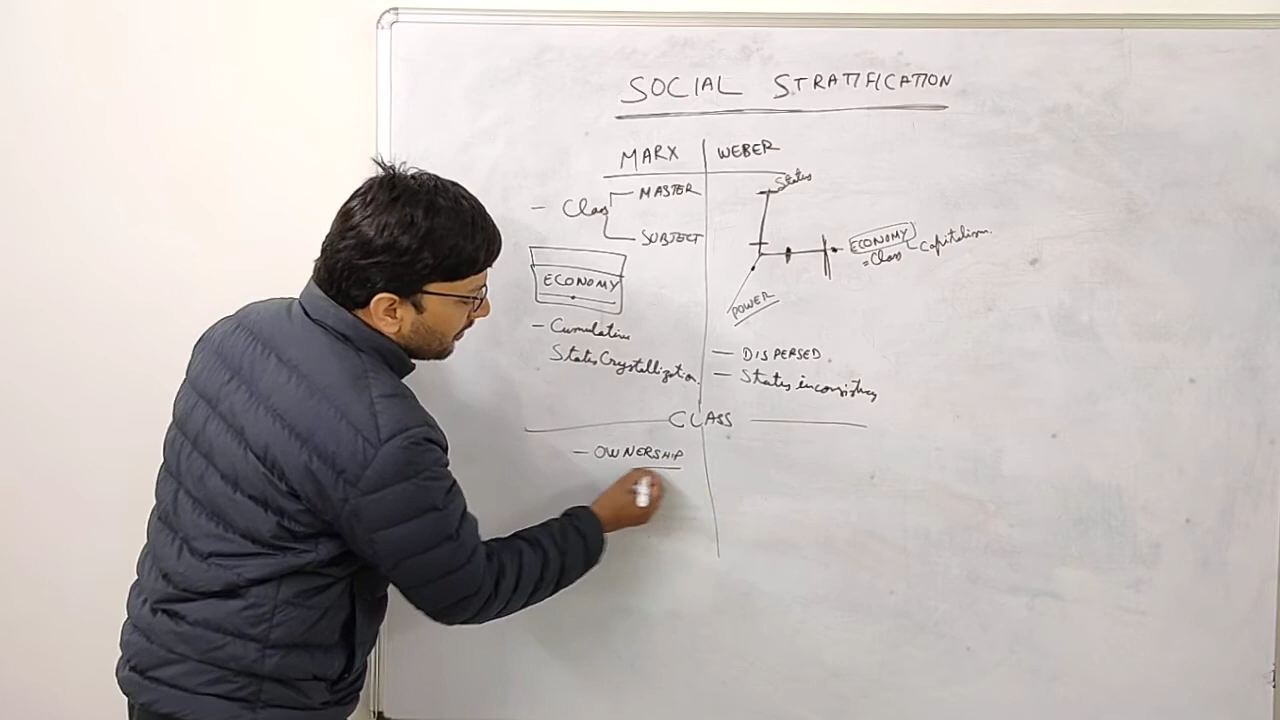 SOCIAL STRATIFICATION
MARX WEBER
- Class
MASTER
SUBJECT
ECONOMY
- Cumulative
Status Crystallization
Status
ECONOMY
Capitalism
= Class
POWER
- DISPERSED
- Status inconsistency
CLASS
- OWNERSHIP